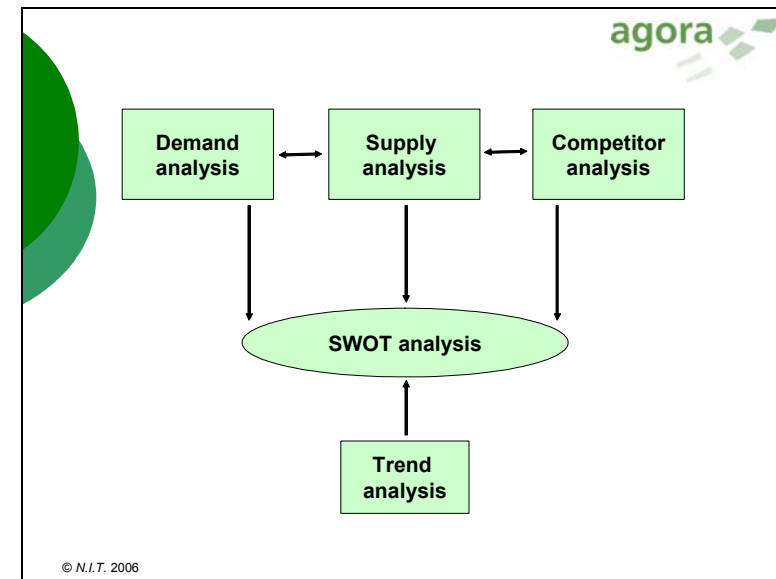 agora
Demand
analysis
Supply
analysis
Competitor
analysis
SWOT analysis
Trend
analysis
© N.I.T. 2006